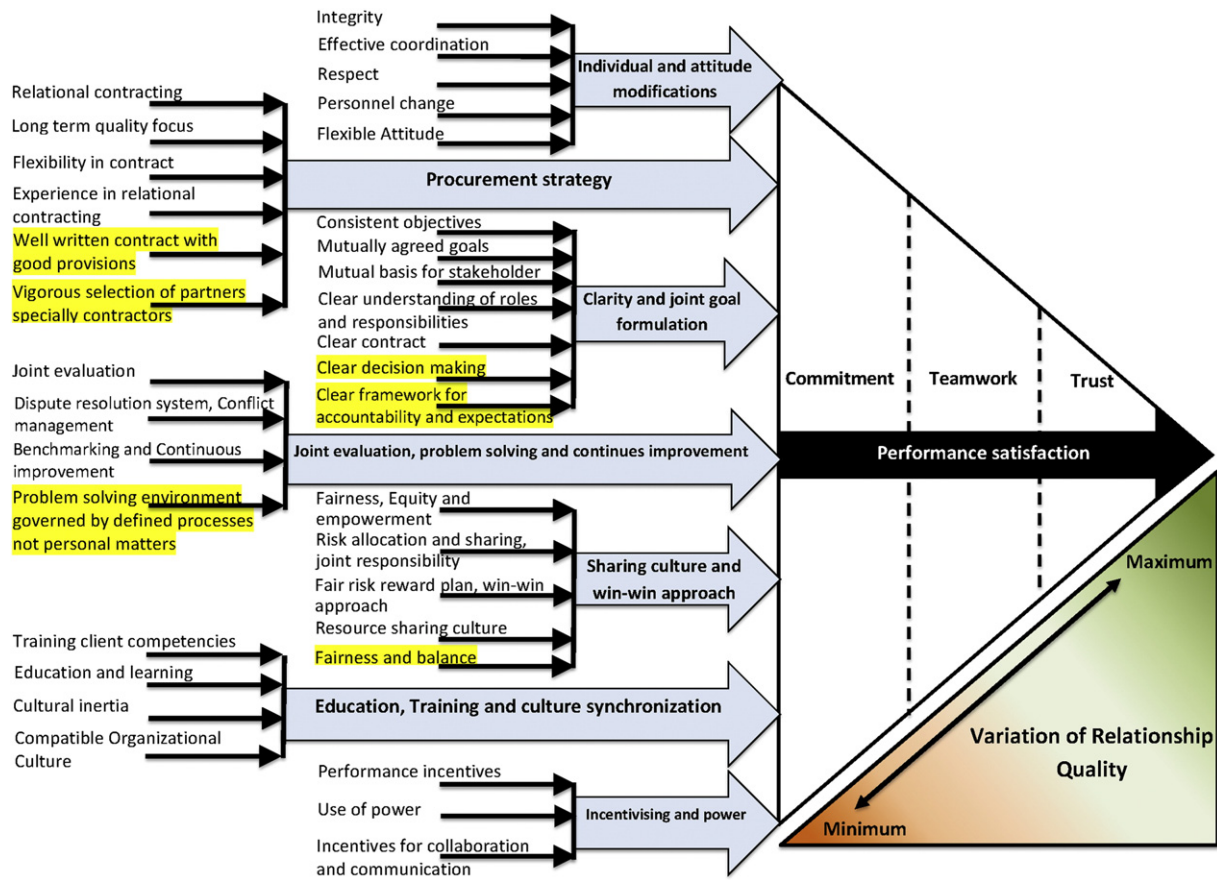 Integrity
Effective coordination
Respect
Personnel change
Flexible Attitude
Individual and attitude
modifications
Relational contracting
Long term quality focus
Flexibility in contract
Experience in relational
contracting
Well written contract with
good provisions
Vigorous selection of partners
specially contractors
Procurement strategy
Consistent objectives
Mutually agreed goals
Mutual basis for stakeholder
Clear understanding of roles
and responsibilities
Clear contract
Clear decision making
Clear framework for
accountability and expectations
Clarity and joint goal
formulation
Joint evaluation
Dispute resolution system, Conflict
management
Benchmarking and Continuous
improvement
Problem solving environment
governed by defined processes
not personal matters
Joint evaluation, problem solving and continues improvement
Fairness, Equity and
empowerment
Risk allocation and sharing,
joint responsibility
Fair risk reward plan, win-win
approach
Resource sharing culture
Fairness and balance
Sharing culture and
win-win approach
Training client competencies
Education and learning
Cultural inertia
Compatible Organizational
Culture
Education, Training and culture synchronization
Performance incentives
Use of power
Incentives for collaboration
and communication
Incentivising and power
Commitment
Teamwork
Trust
Performance satisfaction
Maximum
Variation of Relationship
Quality
Minimum